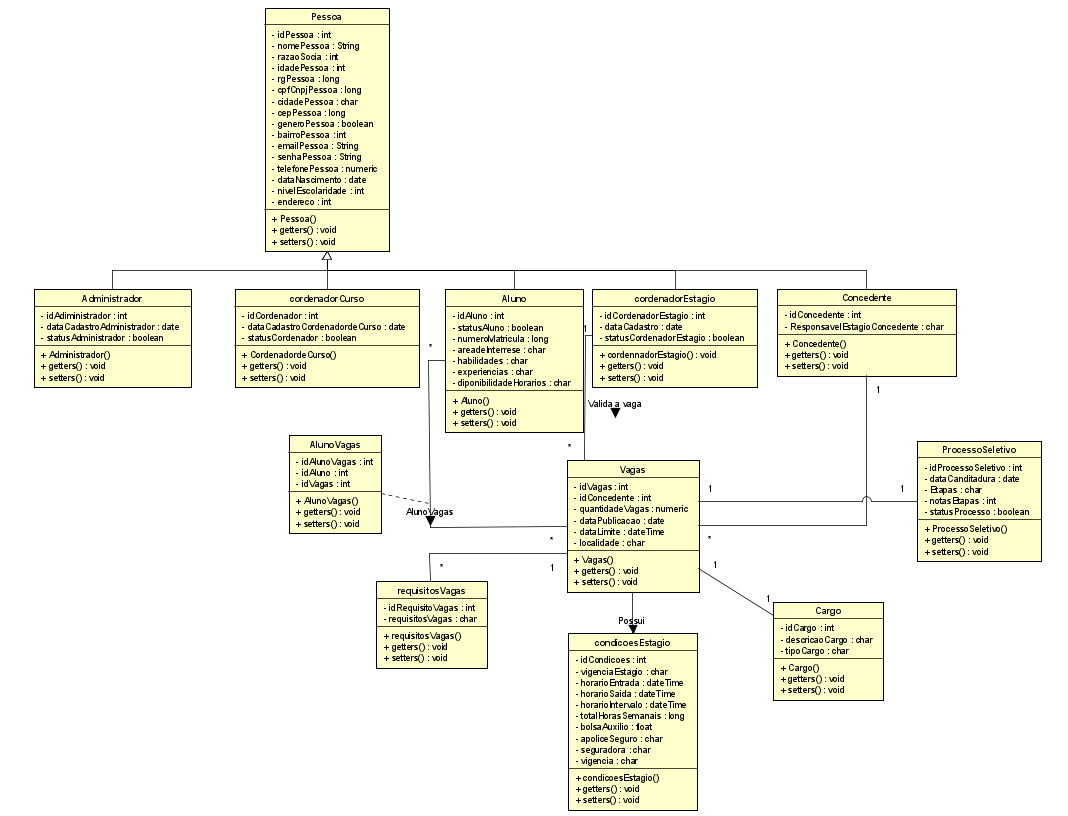 Pessoa
- idPessoa : int
- nomePessoa : String
- razaoSocia : int
- idadePessoa : int
- rgPessoa : long
- cpfCnpjPessoa : long
- cidadePessoa : char
- cepPessoa : long
- generoPessoa : boolean
- bairroPessoa : int
- emailPessoa : String
- senhaPessoa : String
- telefonePessoa : numeric
- dataNascimento : date
- nivelEscolaridade : int
- endereco : int
+ Pessoa()
+ getters() : void
+ setters() : void
Administrador
- idAdiministrador : int
- dataCadastroAdministrador : date
- statusAdministrador : boolean
+ Administrador()
+ getters() : void
+ setters() : void
cordenadorCurso
- idCordenador : int
- dataCadastroCordenadordeCurso : date
- statusCordenador : boolean
+ CordenadordeCurso()
+ getters() : void
+ setters() : void
Aluno
- idAluno : int
- statusAluno : boolean
- numeroMatricula : long
- areadeInterrese : char
- habilidades : char
- experiencias : char
- diponibilidadeHorarios : char
+ Aluno()
+ getters() : void
+ setters() : void
cordenadorEstagio
- idCordenadorEstagio : int
- dataCadastro : date
- statusCordenadorEstagio : boolean
+ cordennadorEstagio() : void
+ getters() : void
+ setters() : void
Concedente
- idConcedente : int
- ResponsavelEstagioConcedente : char
+ Concedente()
+ getters() : void
+ setters() : void
*
1
1
Valida a vaga
*
AlunoVagas
- idAlunoVagas : int
- idAluno : int
- idVagas : int
+ AlunoVagas()
+ getters() : void
+ setters() : void
AlunoVagas
*
Vagas
- idVagas : int
- idConcedente : int
- quantidadeVagas : numeric
- dataPublicacao : date
- dataLimite : dateTime
- localidade : char
+ Vagas()
+ getters() : void
+ setters() : void
1
1
*
ProcessoSeletivo
- idProcessoSeletivo : int
- dataCanditadura : date
- Etapas : char
- notasEtapas : int
- statusProcesso : boolean
+ ProcessoSeletivo()
+ getters() : void
+ setters() : void
*
1
requisitosVagas
- idRequisitoVagas : int
- requisitosVagas : char
+ requisitosVagas()
+ getters() : void
+ setters() : void
1
1
Cargo
- idCargo : int
- descricaoCargo : char
- tipoCargo : char
+ Cargo()
+ getters() : void
+ setters() : void
Possui
condicoesEstagio
- idCondicoes : int
- vigenciaEstagio : char
- horarioEntrada : dateTime
- horarioSaida : dateTime
- horarioIntervalo : dateTime
- totalHorasSemanais : long
- bolsaAuxilio : float
- apoliceSeguro : char
- seguradora : char
- vigencia : char
+ condicoesEstagio()
+ getters() : void
+ setters() : void